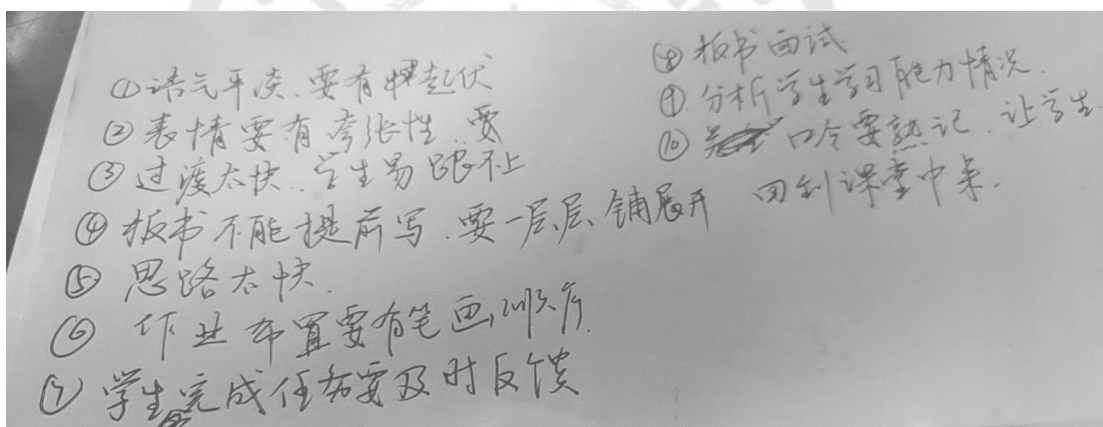 ①语气平淡.要有起伏
②表情要有夸张性.要
③过渡太快..学生易跟不上
④板书不能提前写.要一层层铺展开
⑤思路太快.
⑥作业布置要有笔画顺序.
⑦学生完成任务要及时反馈
⑧板书面试
⑨.分析学生学习能力情况.
⑩口令要熟记.让学生
回到课堂中来.